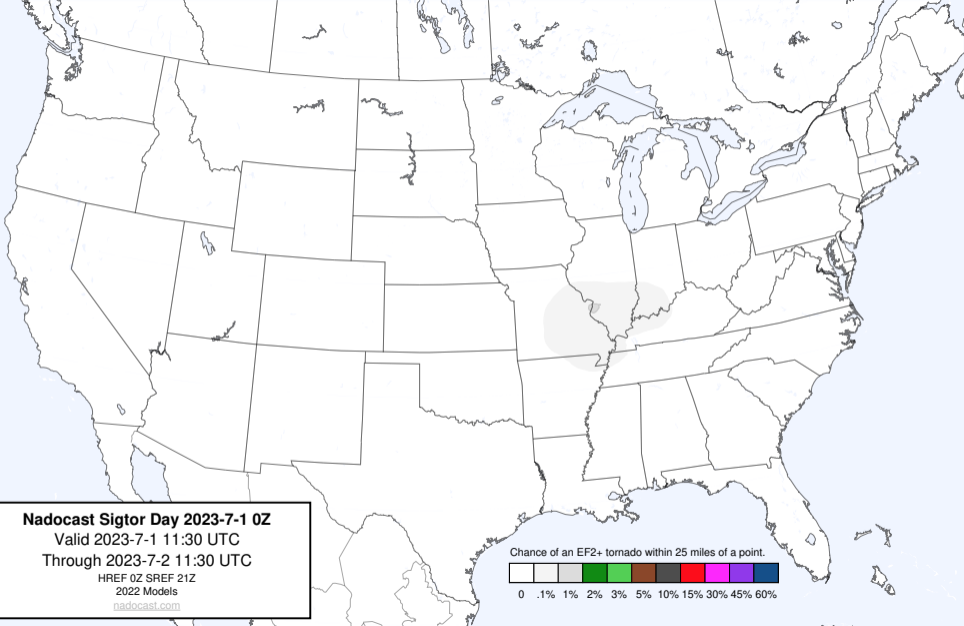 Nadocast Sigtor Day 2023-7-1 0Z
Valid 2023-7-1 11:30 UTC
Through 2023-7-2 11:30 UTC
HREF 0Z SREF 21Z
2022 Models
nadocast.com
Chance of an EF2+ tornado within 25 miles of a point.
0 .1% 1% 2% 3% 5% 10% 15% 30% 45% 60%